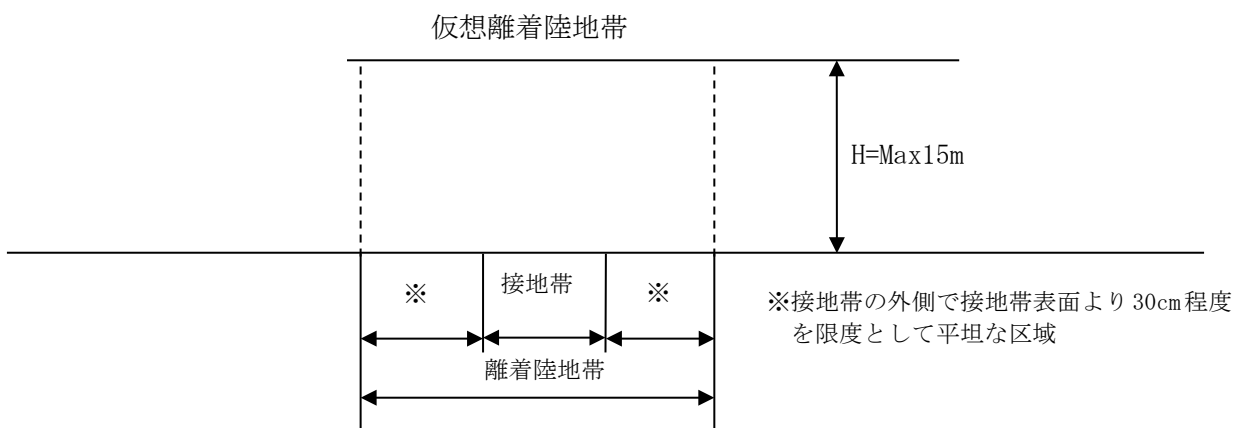 仮想離着陸地帯
H=Max15m
※
接地帯
※
※接地帯の外側で接地帯表面より30cm程度
を限度として平坦な区域
離着陸地帯